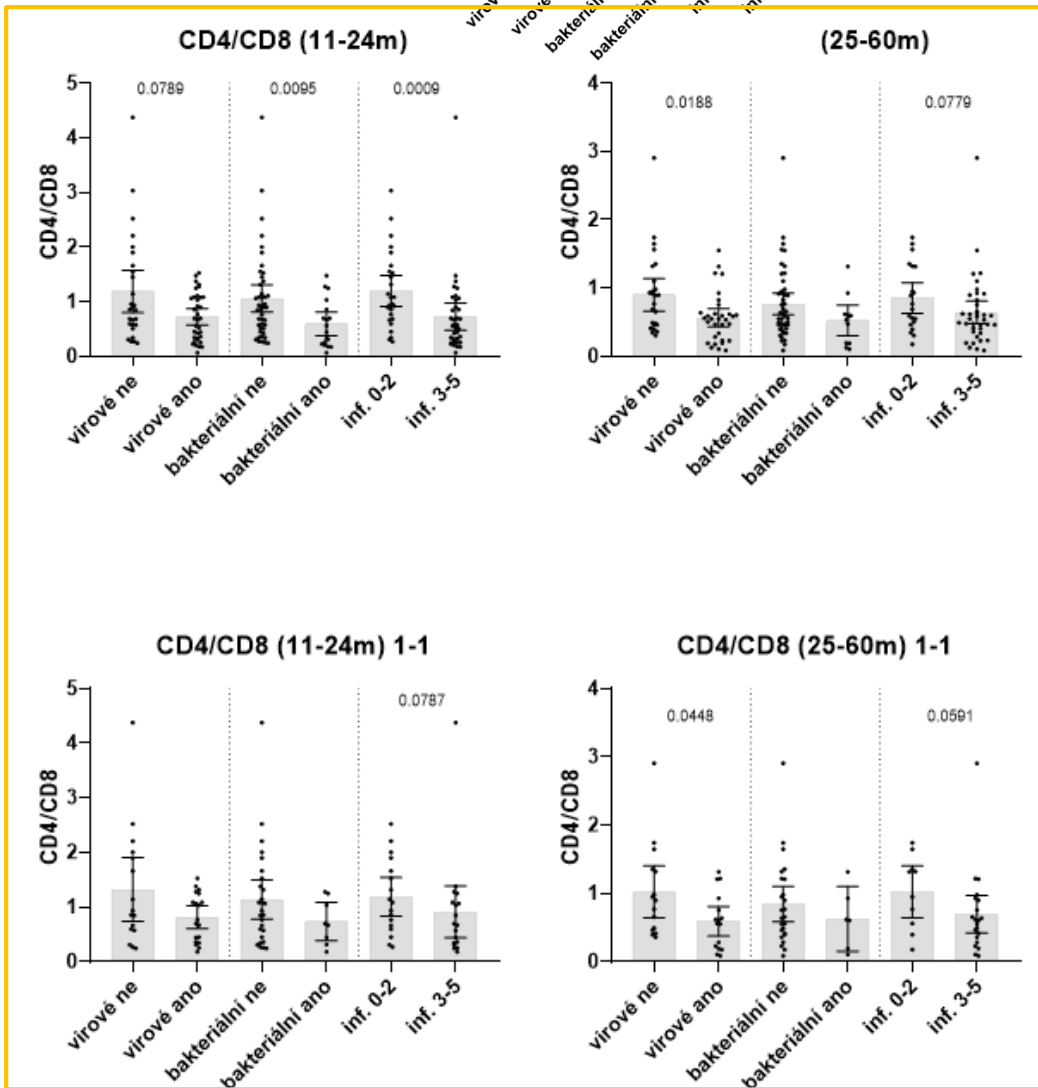 CD4/CD8 (11-24m)
0.0789 0.0095 0.0009
CD4/CD8
5
4
3
2
1
0
virové ne
virové ano
bakteriální ne
bakteriální ano
inf. 0-2
inf. 3-5
(25-60m)
0.0188 0.0779
CD4/CD8
4
3
2
1
0
virové ne
virové ano
bakteriální ne
bakteriální ano
inf. 0-2
inf. 3-5
CD4/CD8 (11-24m) 1-1
0.0787
CD4/CD8
5
4
3
2
1
0
virové ne
virové ano
bakteriální ne
bakteriální ano
inf. 0-2
inf. 3-5
CD4/CD8 (25-60m) 1-1
0.0448 0.0591
CD4/CD8
4
3
2
1
0
virové ne
virové ano
bakteriální ne
bakteriální ano
inf. 0-2
inf. 3-5